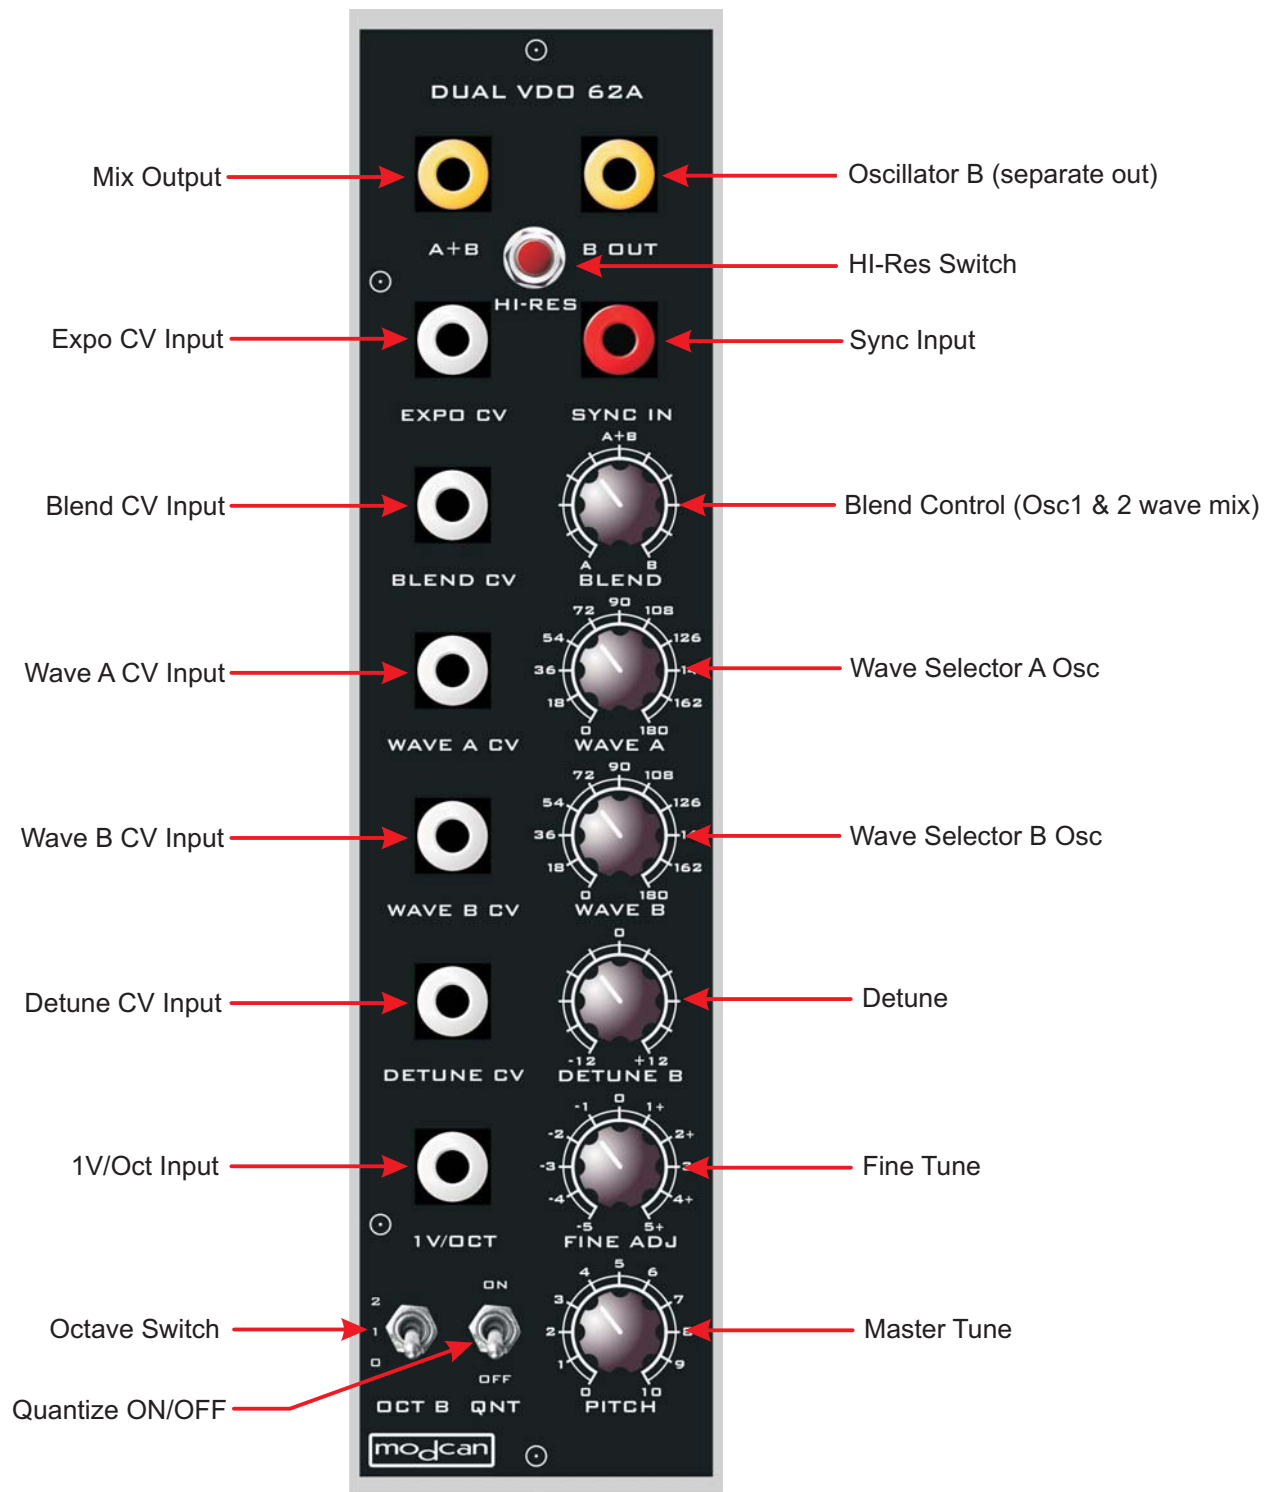 DUAL VDO 62A
Mix Output
Oscillator B (separate out)
A+B
B OUT
HI-Res Switch
HI-RES
Expo CV Input
Sync Input
EXPO CV
SYNC IN
A+B
Blend CV Input
Blend Control (Osc1 & 2 wave mix)
A
B
BLEND CV
BLEND
90
72
108
54
126
Wave A CV Input
36
14
Wave Selector A Osc
18
162
0
180
WAVE A CV
WAVE A
90
72
108
54
126
Wave B CV Input
36
14
Wave Selector B Osc
18
162
0
180
WAVE B CV
WAVE B
0
Detune CV Input
Detune
-12
+12
DETUNE CV
DETUNE B
0
-1
1+
-2
2+
1V/Oct Input
-3
3
Fine Tune
-4
4+
-5
5+
1V/OCT
FINE ADJ
5
4
6
ON
2
3
7
Octave Switch
1
2
8
Master Tune
0
1
9
OFF
0
10
Quantize ON/OFF
OCT B
QNT
PITCH
modcan